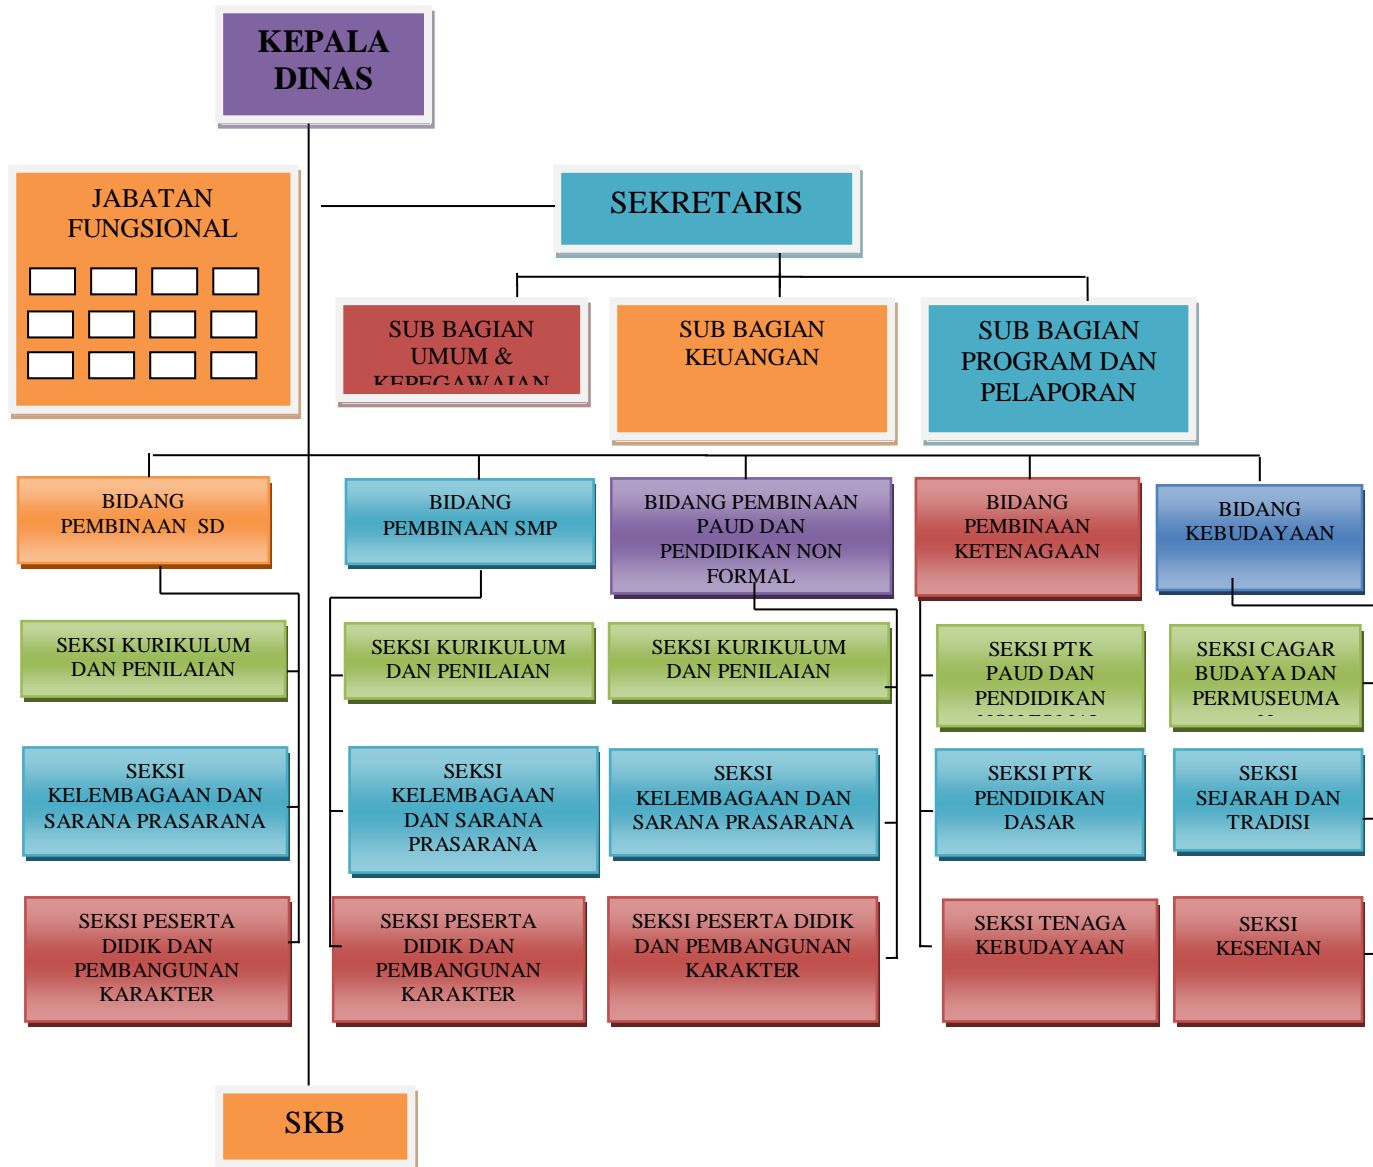 KEPALA
DINAS
JABATAN
FUNGSIONAL
SEKRETARIS
SUB BAGIAN
UMUM &
KEPEGAWAIAN
SUB BAGIAN
KEUANGAN
SUB BAGIAN
PROGRAM DAN
PELAPORAN
BIDANG
PEMBINAAN SD
BIDANG
PEMBINAAN SMP
BIDANG PEMBINAAN
PAUD DAN
PENDIDIKAN NON
FORMAL
BIDANG
PEMBINAAN
KETENAGAAN
BIDANG
KEBUDAYAAN
SEKSI KURIKULUM
DAN PENILAIAN
SEKSI KURIKULUM
DAN PENILAIAN
SEKSI KURIKULUM
DAN PENILAIAN
SEKSI PTK
PAUD DAN
PENDIDIKAN
SEKSI CAGAR
BUDAYA DAN
PERMUSEUMA
SEKSI
KELEMBAGAAN DAN
SARANA PRASARANA
SEKSI
KELEMBAGAAN
DAN SARANA
PRASARANA
SEKSI
KELEMBAGAAN DAN
SARANA PRASARANA
SEKSI PTK
PENDIDIKAN
DASAR
SEKSI
SEJARAH DAN
TRADISI
SEKSI PESERTA
DIDIK DAN
PEMBANGUNAN
KARAKTER
SEKSI PESERTA
DIDIK DAN
PEMBANGUNAN
KARAKTER
SEKSI PESERTA DIDIK
DAN PEMBANGUNAN
KARAKTER
SEKSI TENAGA
KEBUDAYAAN
SEKSI
KESENIAN
SKB